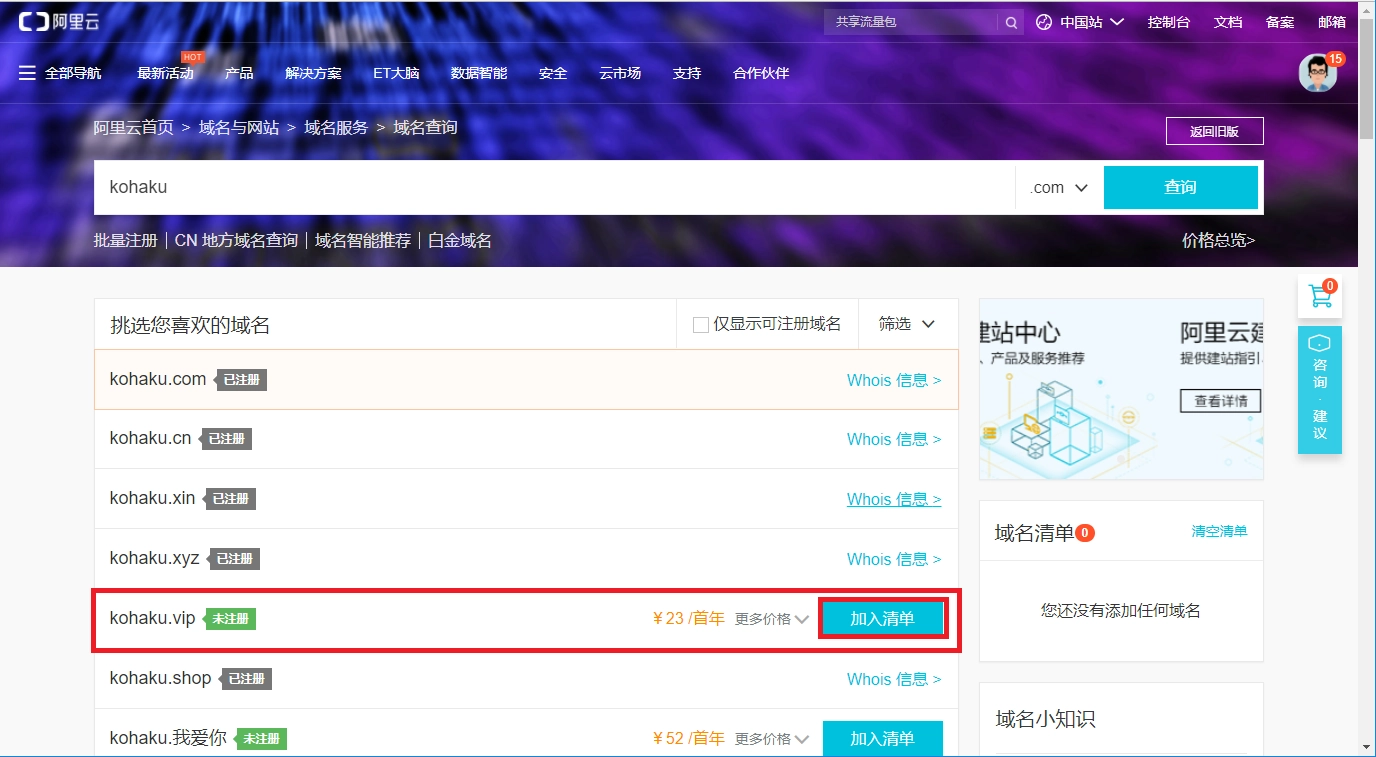 阿里云
共享流量包
中国站
控制台
文档
备案
邮箱
全部导航
最新活动
HOT
产品
解决方案
ET大脑
数据智能
安全
云市场
支持
合作伙伴
15
阿里云首页 > 域名与网站 > 域名服务 > 域名查询
返回旧版
kohaku
.com
查询
批量注册 | CN 地方域名查询 | 域名智能推荐 | 白金域名
价格总览>
0
咨询·建议
挑选您喜欢的域名
仅显示可注册域名
筛选
kohaku.com 已注册 Whois 信息 >
kohaku.cn 已注册 Whois 信息 >
kohaku.xin 已注册 Whois 信息 >
kohaku.xyz 已注册 Whois 信息 >
kohaku.vip 未注册 ¥23 /首年 更多价格 加入清单
kohaku.shop 已注册 Whois 信息 >
kohaku.我爱你 未注册 ¥52 /首年 更多价格 加入清单
建站中心
、产品及服务推荐
阿里云建
提供建站指引
查看详情
域名清单 0
清空清单
您还没有添加任何域名
域名小知识